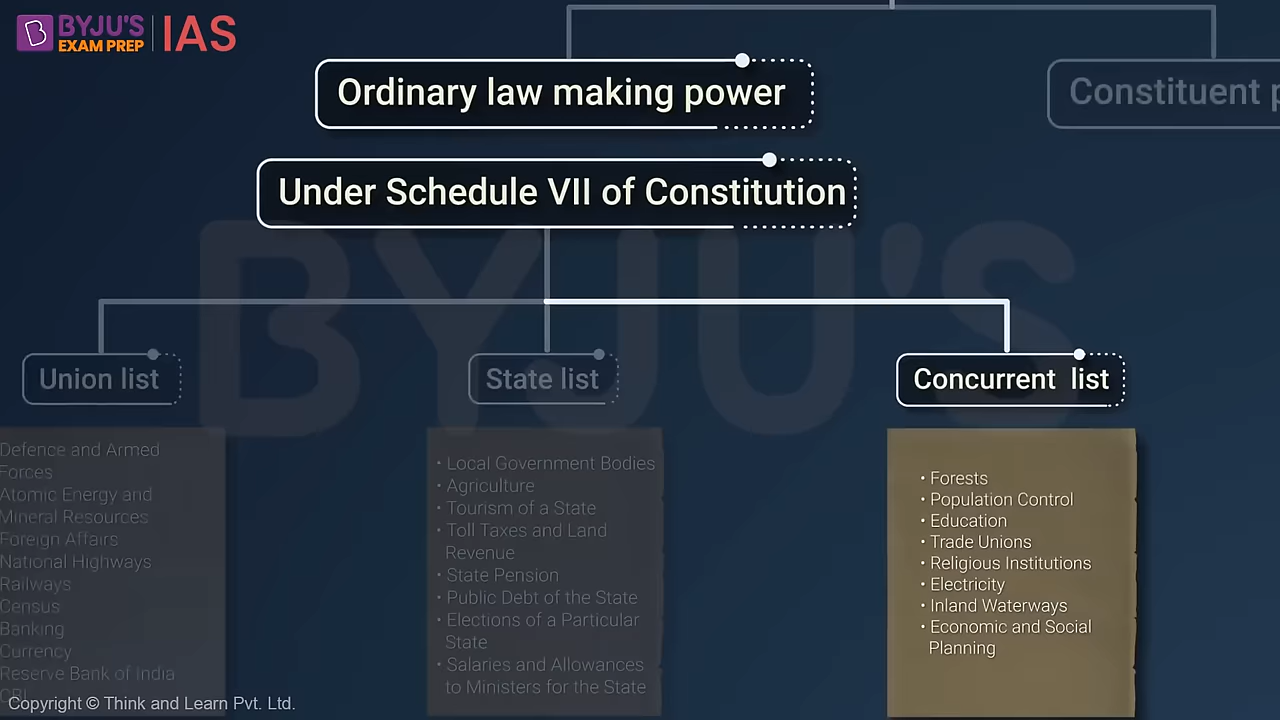 BYJU'S
EXAM PREP
IAS
Ordinary law making power
Constituent
Under Schedule VII of Constitution
BYJU'S
Union list
State list
Concurrent list
Defence and Armed
Forces
Atomic Energy and
Mineral Resources
Foreign Affairs
National Highways
Railways
Census
Banking
Currency
Reserve Bank of India
CBI
• Local Government Bodies
• Agriculture
• Tourism of a State
• Toll Taxes and Land
Revenue
• State Pension
• Public Debt of the State
• Elections of a Particular
State
• Salaries and Allowances
to Ministers for the State
• Forests
• Population Control
• Education
• Trade Unions
• Religious Institutions
• Electricity
• Inland Waterways
• Economic and Social
Planning
Copyright © Think and Learn Pvt. Ltd.